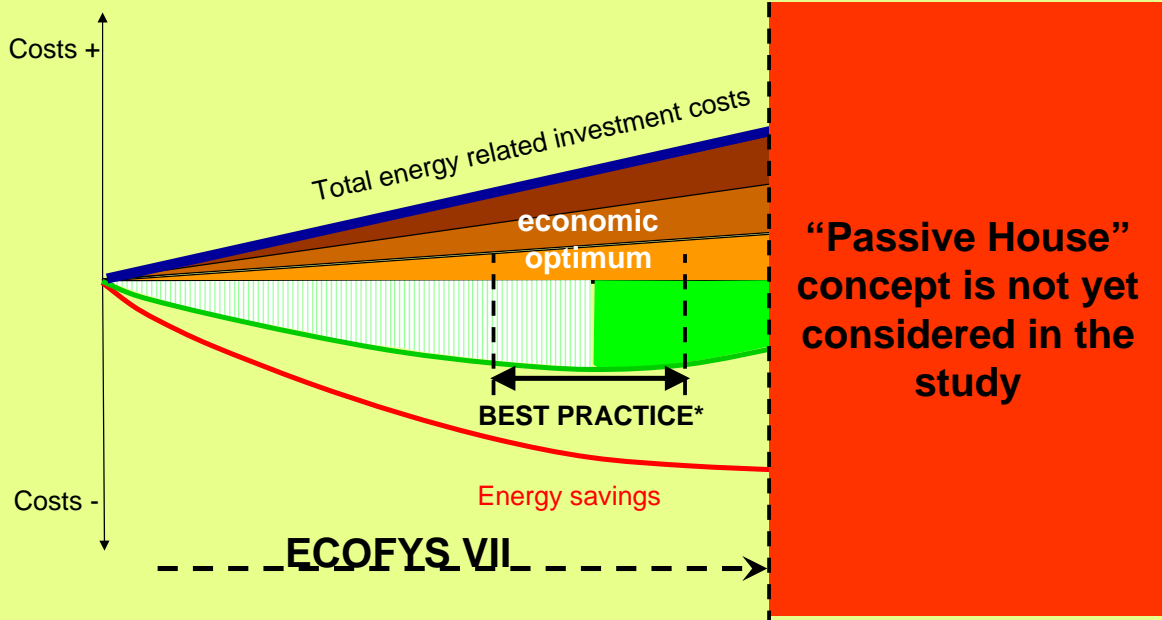 Costs +
Total energy related investment costs
economic
optimum
“Passive House”
concept is not yet
considered in the
study
BEST PRACTICE*
Costs -
Energy savings
ECOFYS VII